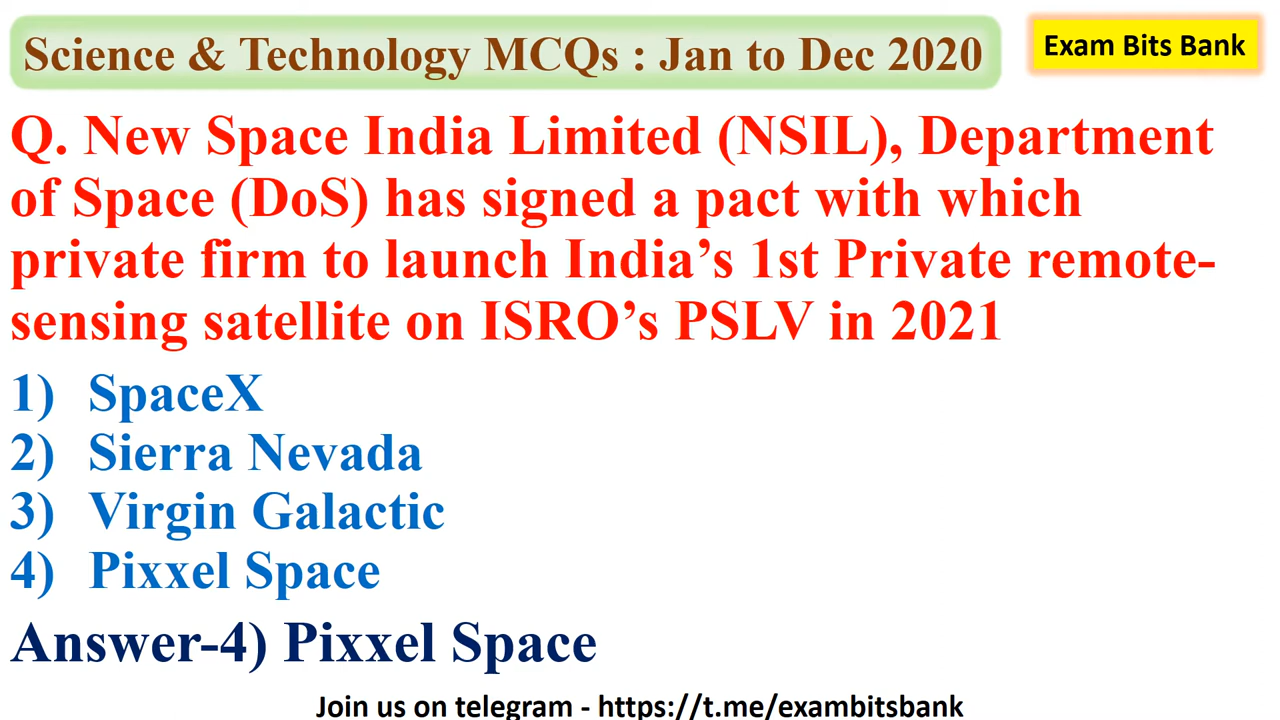 Science & Technology MCQs : Jan to Dec 2020
Exam Bits Bank
Q. New Space India Limited (NSIL), Department
of Space (DoS) has signed a pact with which
private firm to launch India’s 1st Private remote-
sensing satellite on ISRO’s PSLV in 2021
1) SpaceX
2) Sierra Nevada
3) Virgin Galactic
4) Pixxel Space
Answer-4) Pixxel Space
Join us on telegram - https://t.me/exambitsbank